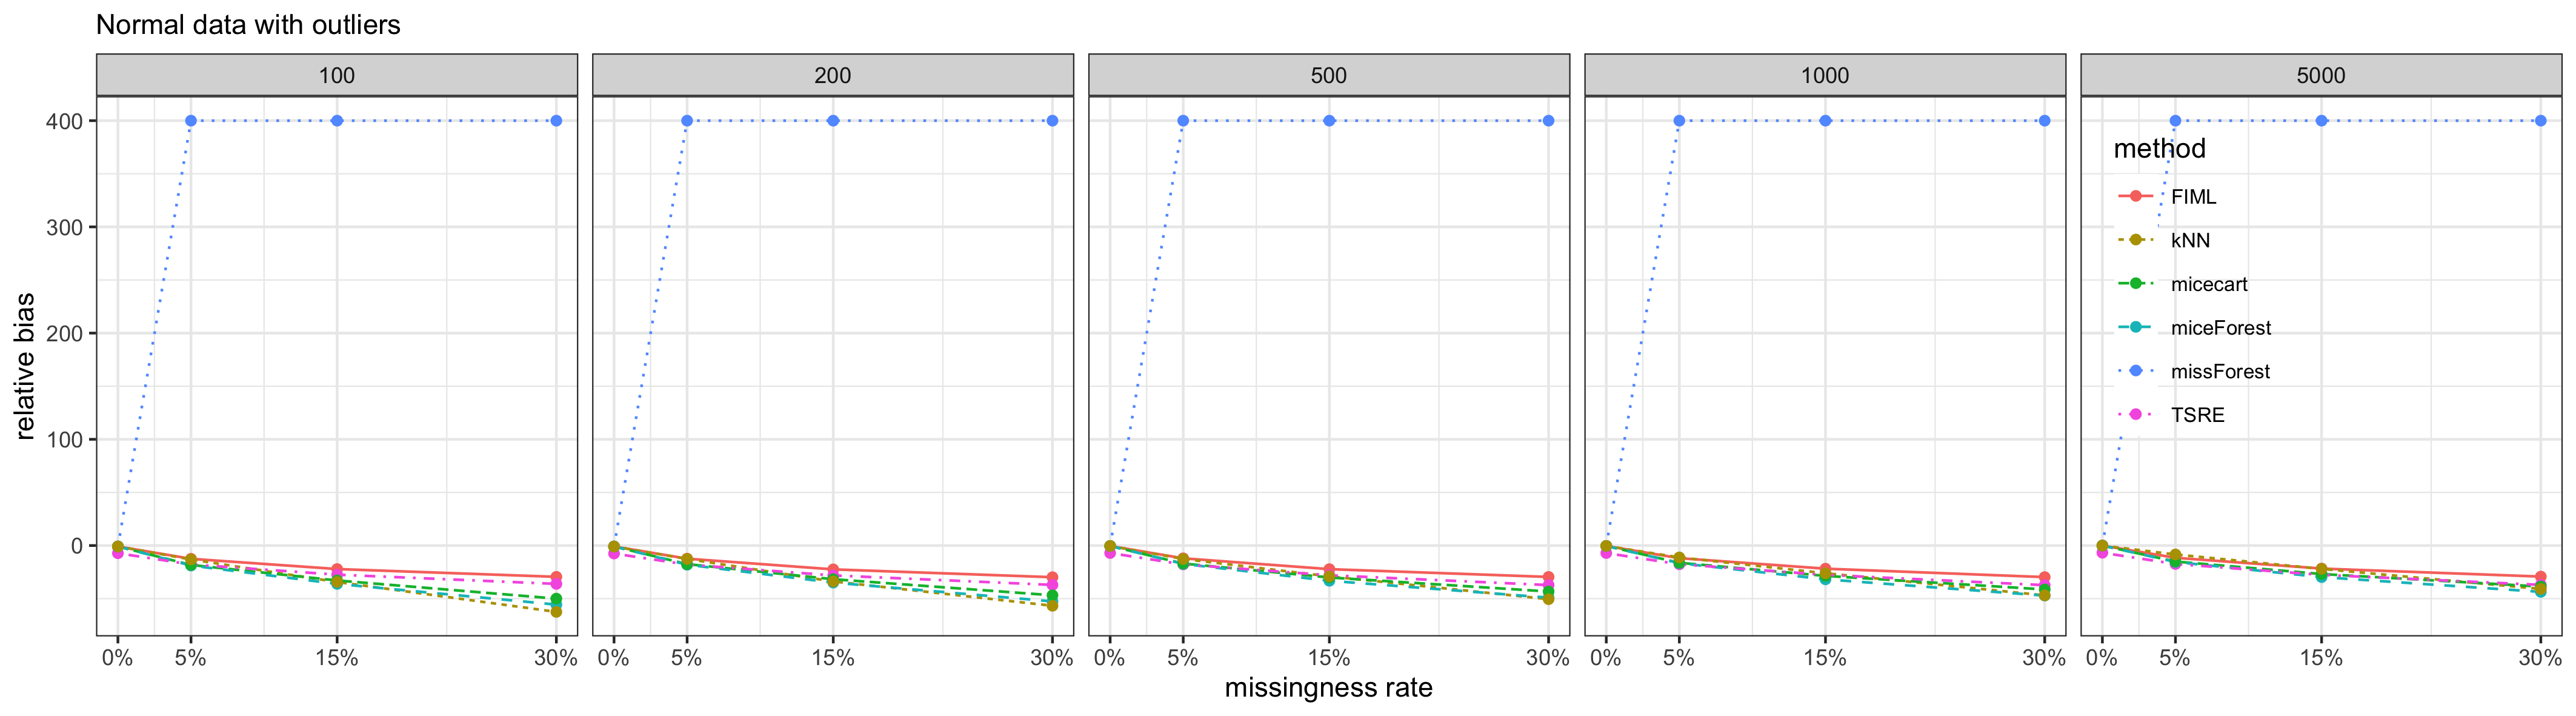 Normal data with outliers
100 200 500 1000 5000
400
300
200
100
0
relative bias
method
FIML
kNN
micecart
miceForest
missForest
TSRE
0% 5% 15% 30% 0% 5% 15% 30% 0% 5% 15% 30% 0% 5% 15% 30% 0% 5% 15% 30%
missingness rate